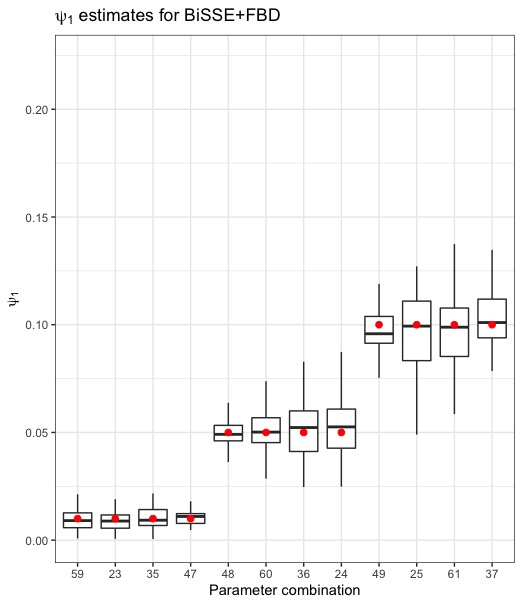 ψ₁ estimates for BiSSE+FBD
0.20
0.15
0.10
0.05
0.00
ψ₁
59 23 35 47 48 60 36 24 49 25 61 37
Parameter combination